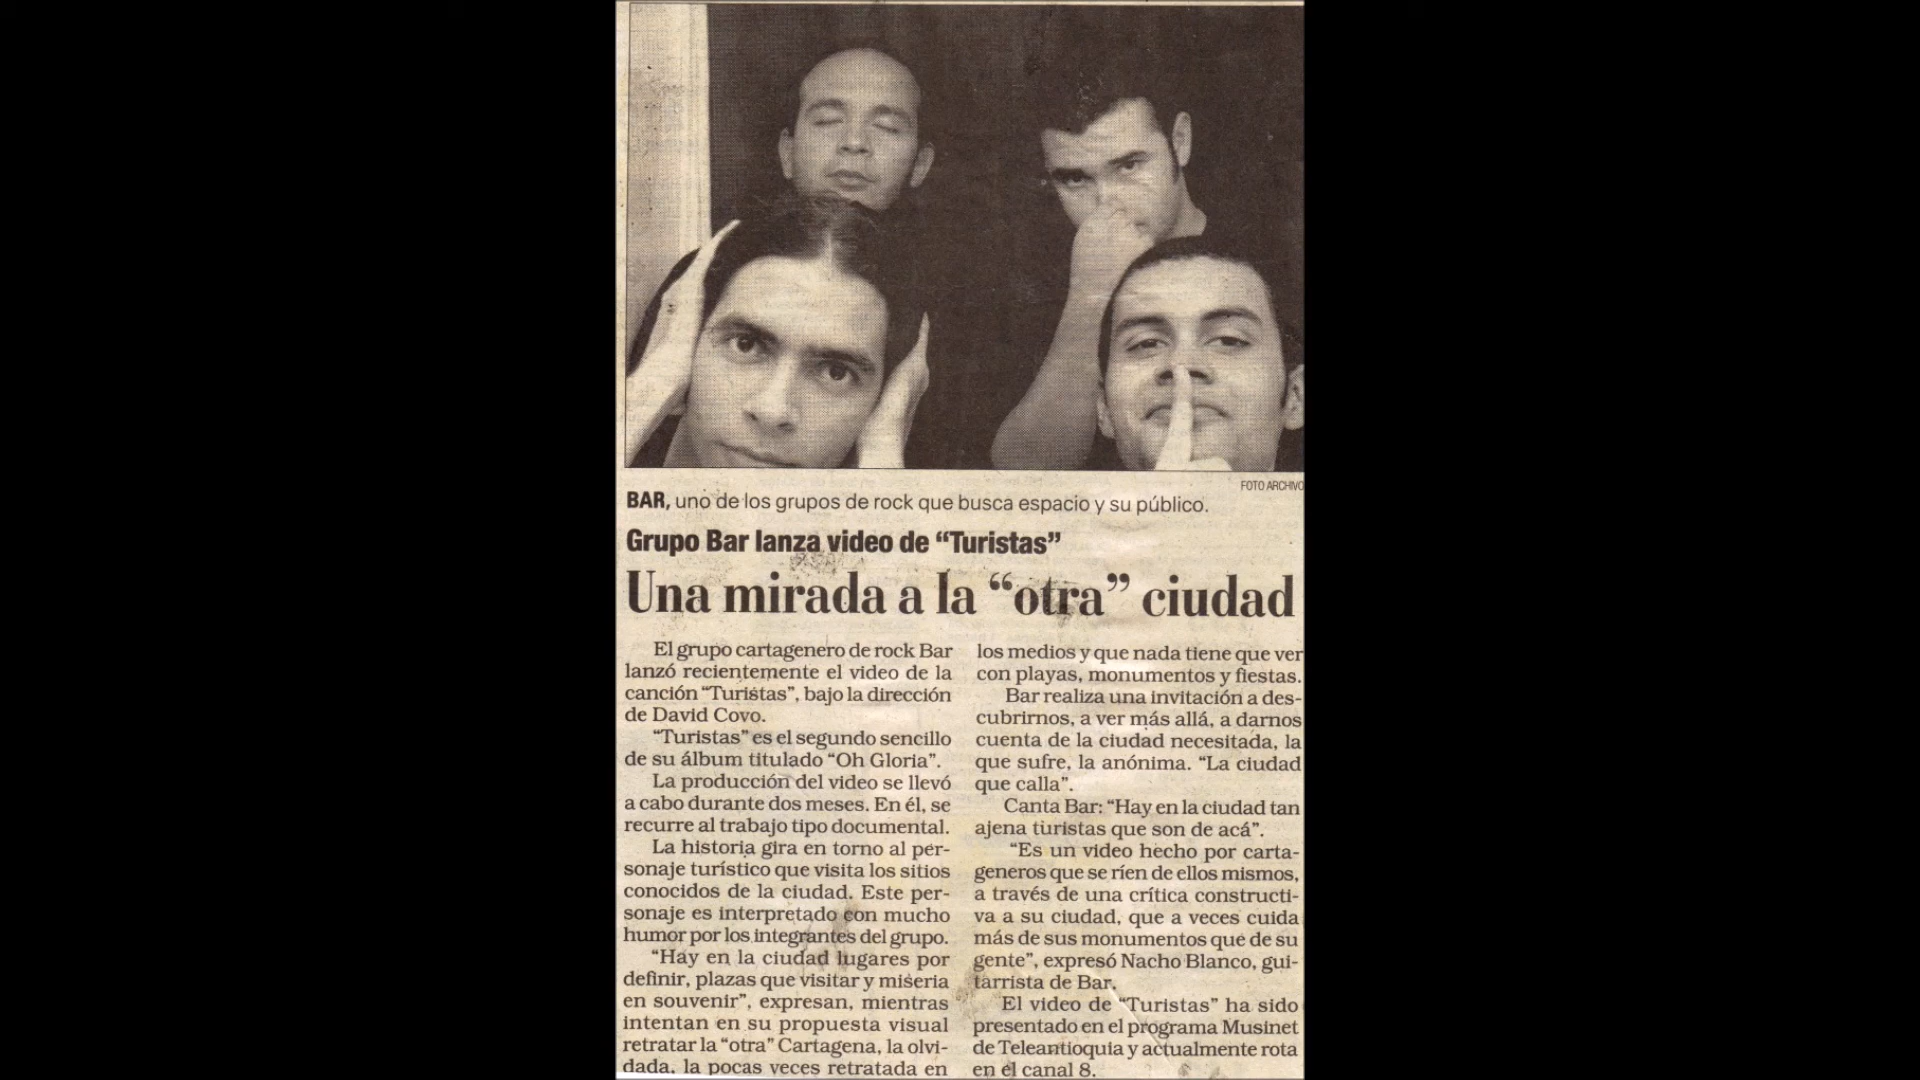 FOTO ARCHIVO
BAR, uno de los grupos de rock que busca espacio y su público.
Grupo Bar lanza video de “Turistas”
Una mirada a la “otra” ciudad
El grupo cartagenero de rock Bar
lanzó recientemente el video de la
canción “Turistas”, bajo la dirección
de David Covo.
“Turistas” es el segundo sencillo
de su álbum titulado “Oh Gloria”.
La producción del video se llevó
a cabo durante dos meses. En él, se
recurre al trabajo tipo documental.
La historia gira en torno al per-
sonaje turístico que visita los sitios
conocidos de la ciudad. Este per-
sonaje es interpretado con mucho
humor por los integrantes del grupo.
“Hay en la ciudad lugares por
definir, plazas que visitar y miseria
en souvenir”, expresan, mientras
intentan en su propuesta visual
retratar la “otra” Cartagena, la olvi-
dada, la pocas veces retratada en
los medios y que nada tiene que ver
con playas, monumentos y fiestas.
Bar realiza una invitación a des-
cubrirnos, a ver más allá, a darnos
cuenta de la ciudad necesitada, la
que sufre, la anónima. “La ciudad
que calla”.
Canta Bar: “Hay en la ciudad tan
ajena turistas que son de acá”.
“Es un video hecho por carta-
generos que se ríen de ellos mismos,
a través de una crítica constructi-
va a su ciudad, que a veces cuida
más de sus monumentos que de su
gente”, expresó Nacho Blanco, gui-
tarrista de Bar.
El video de “Turistas” ha sido
presentado en el programa Musinet
de Teleantioquia y actualmente rota
en el canal 8.